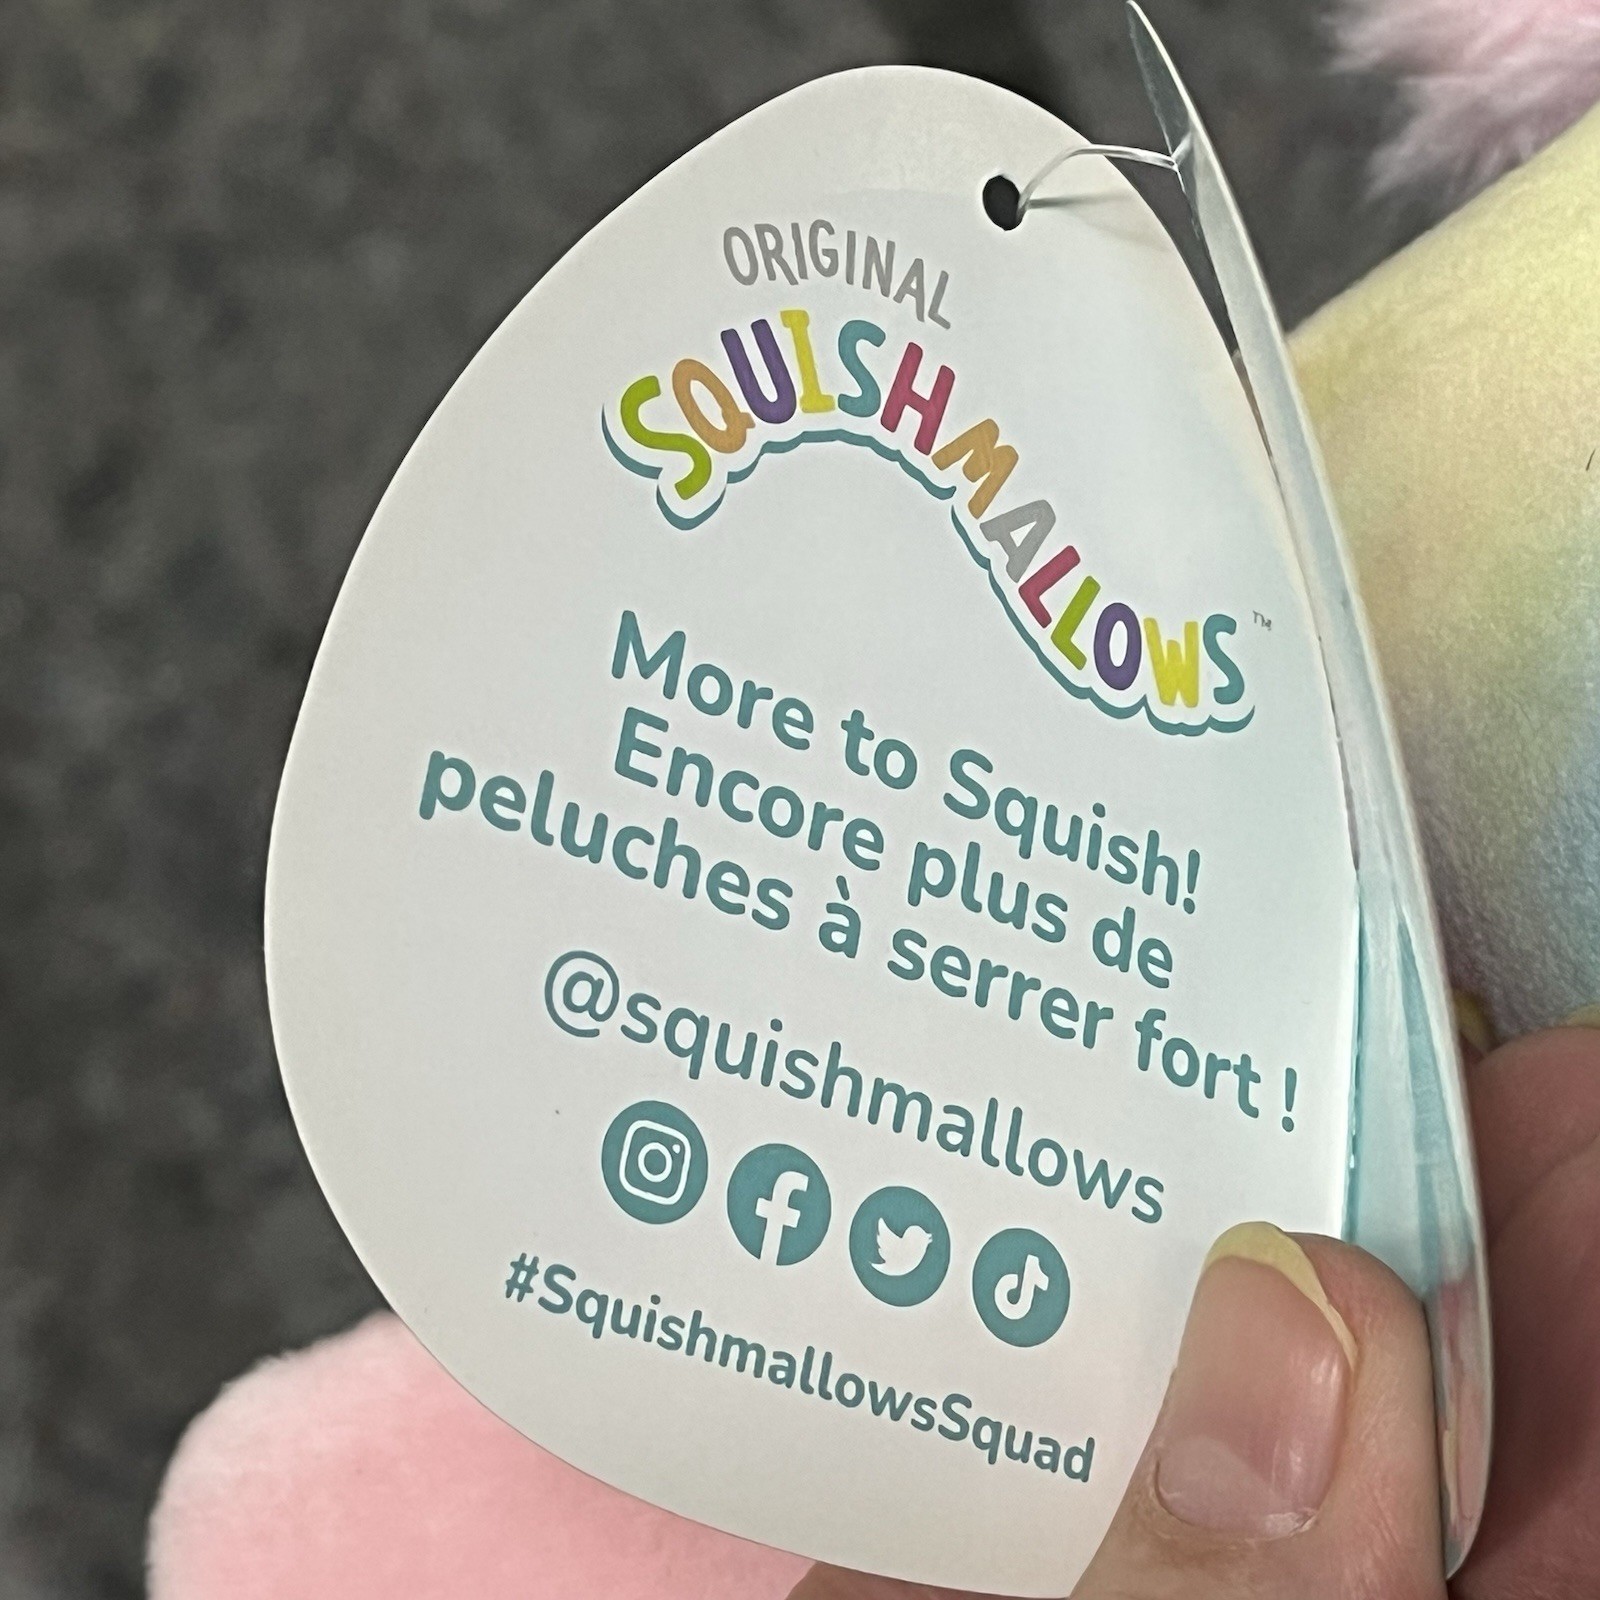 ORIGINAL
SQUISHMALLOWS™
More to Squish!
Encore plus de
peluches à serrer fort !
@squishmallows
#SquishmallowsSquad